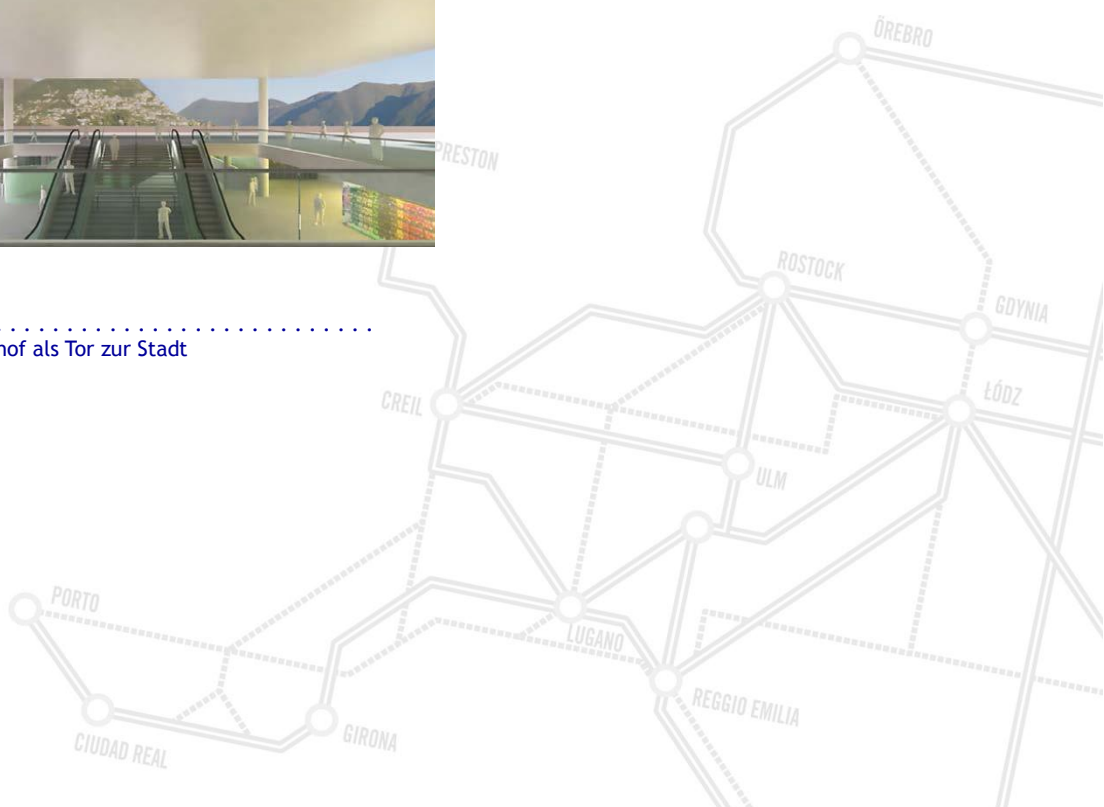 ÖREBRO
PRESTON
ROSTOCK
GDYNIA
. . . . . . . . . . . . . . . . . . . . . . . . . . .
hof als Tor zur Stadt
CREIL
ŁÓDZ
ULM
PORTO
LUGANO
REGGIO EMILIA
GIRONA
CIUDAD REAL